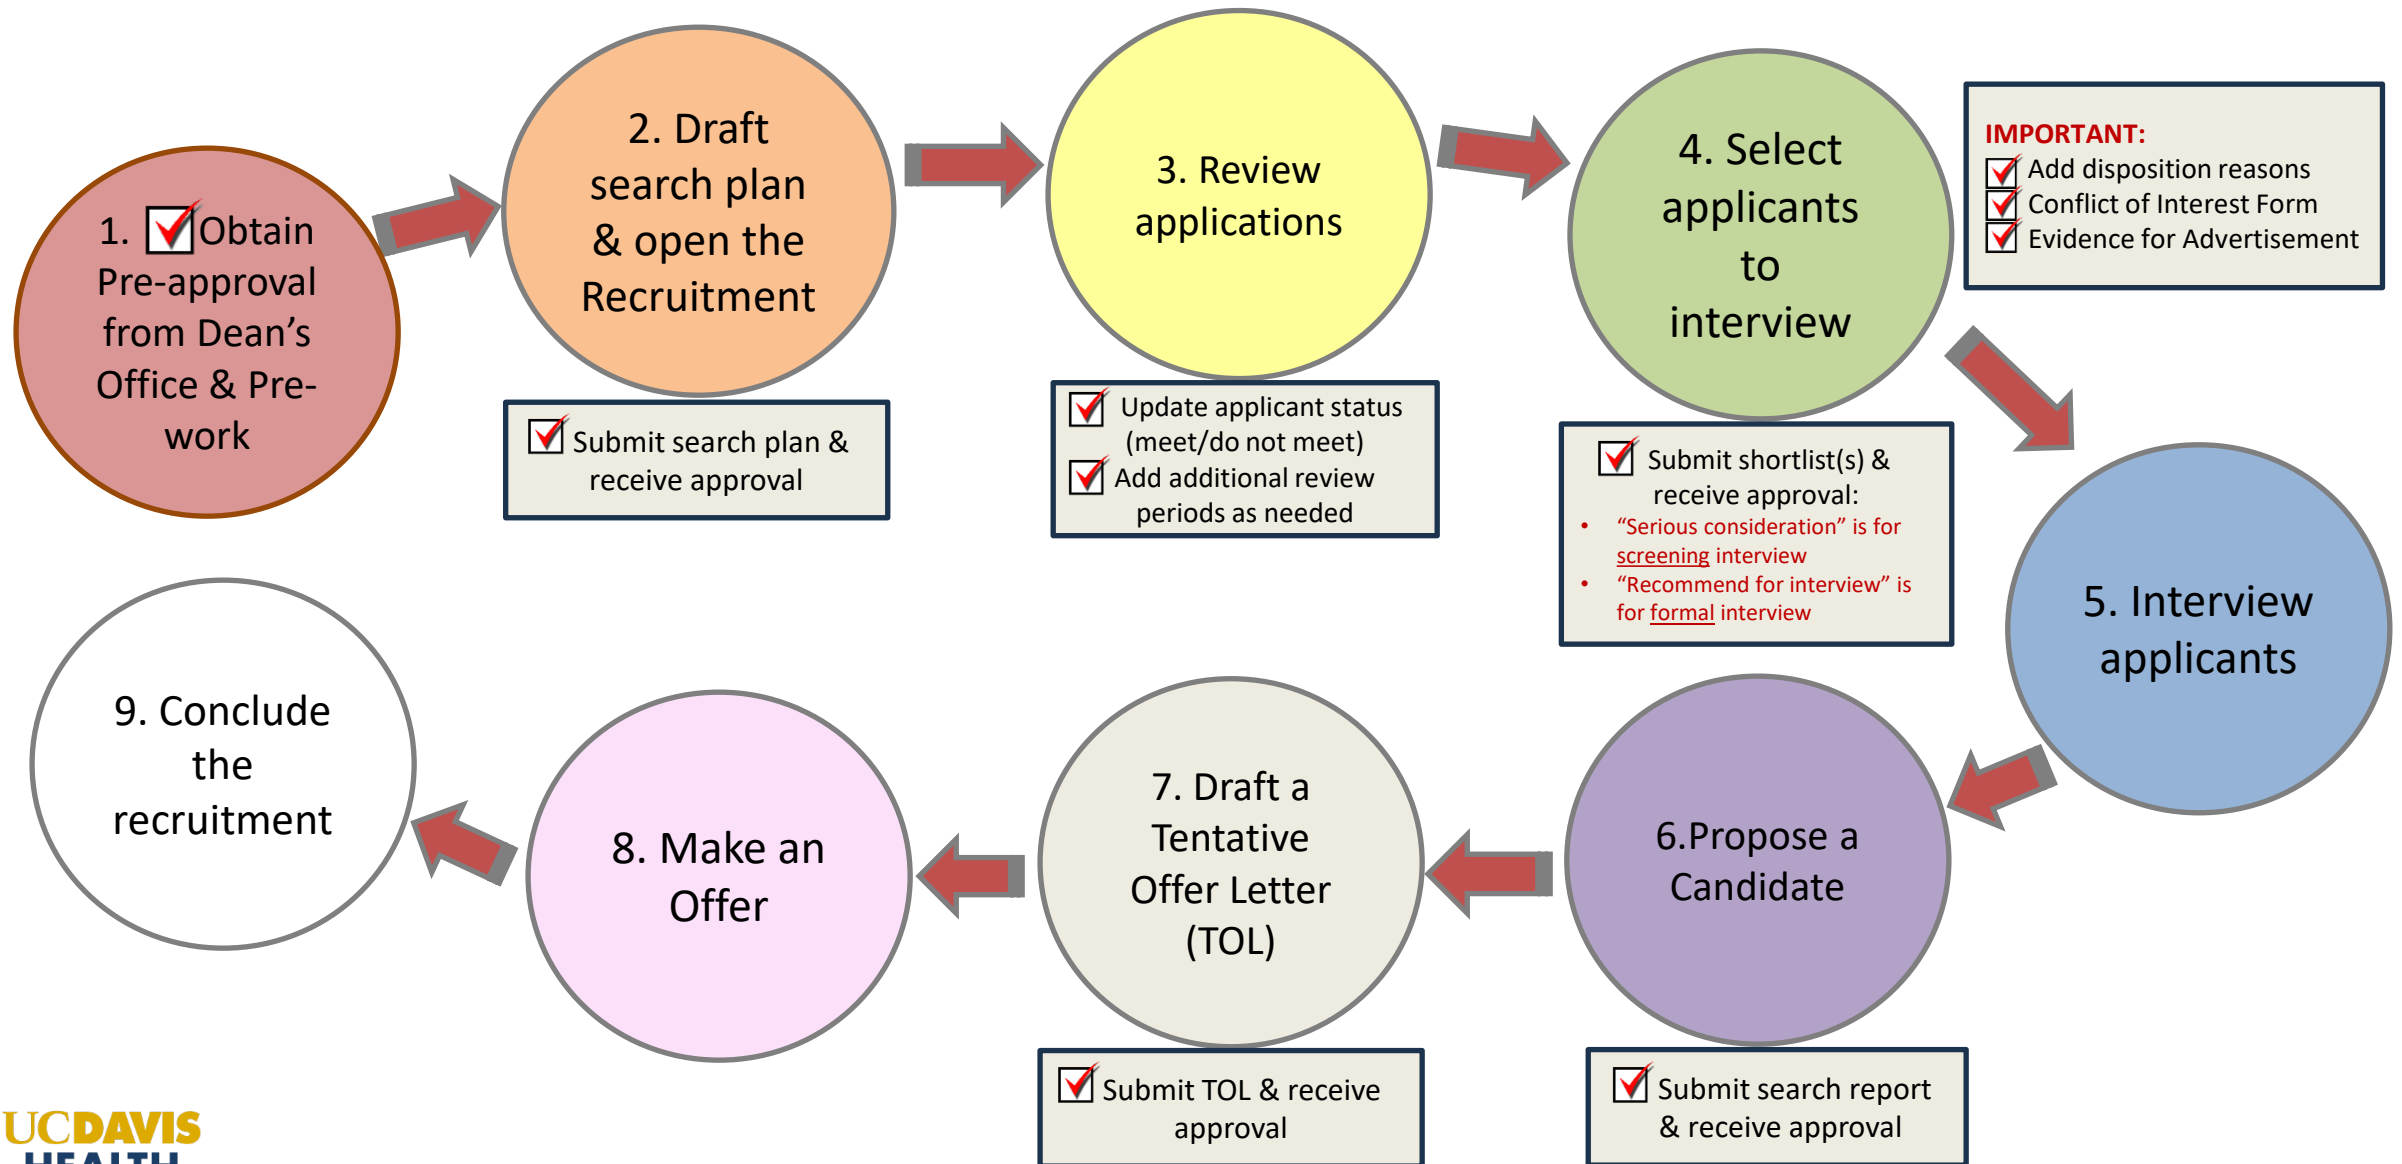 1. Obtain
Pre-approval
from Dean’s
Office & Pre-
work
2. Draft
search plan
& open the
Recruitment
Submit search plan &
receive approval
3. Review
applications
Update applicant status
(meet/do not meet)
Add additional review
periods as needed
4. Select
applicants
to
interview
IMPORTANT:
Add disposition reasons
Conflict of Interest Form
Evidence for Advertisement
Submit shortlist(s) &
receive approval:
• “Serious consideration” is for
screening interview
• “Recommend for interview” is
for formal interview
5. Interview
applicants
6.Propose a
Candidate
Submit search report
& receive approval
7. Draft a
Tentative
Offer Letter
(TOL)
Submit TOL & receive
approval
8. Make an
Offer
9. Conclude
the
recruitment
UCDAVIS
HEALTH